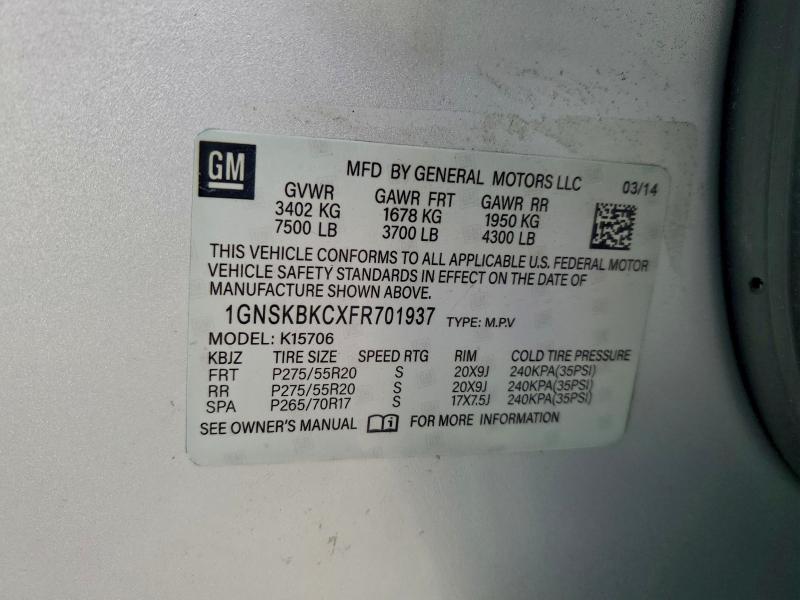 GM
MFD BY GENERAL MOTORS LLC 03/14
GVWR GAWR FRT GAWR RR
3402 KG 1678 KG 1950 KG
7500 LB 3700 LB 4300 LB
THIS VEHICLE CONFORMS TO ALL APPLICABLE U.S. FEDERAL MOTOR
VEHICLE SAFETY STANDARDS IN EFFECT ON THE DATE OF
MANUFACTURE SHOWN ABOVE.
1GNSKBKCXFR701937 TYPE: M.P.V
MODEL: K15706
KBJZ TIRE SIZE SPEED RTG RIM COLD TIRE PRESSURE
FRT P275/55R20 S 20X9J 240KPA(35PSI)
RR P275/55R20 S 20X9J 240KPA(35PSI)
SPA P265/70R17 S 17X7.5J 240KPA(35PSI)
SEE OWNER'S MANUAL FOR MORE INFORMATION